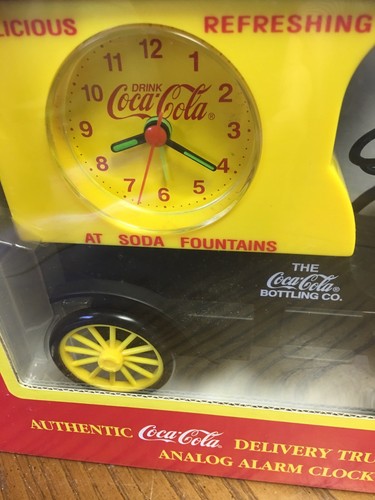 LICIOUS REFRESHING
12
11 1
10 2
DRINK
Coca-Cola®
9 3
8 4
7 5
6
AT SODA FOUNTAINS
THE
Coca-Cola®
BOTTLING CO.
AUTHENTIC Coca-Cola® DELIVERY TRU
ANALOG ALARM CLOCK